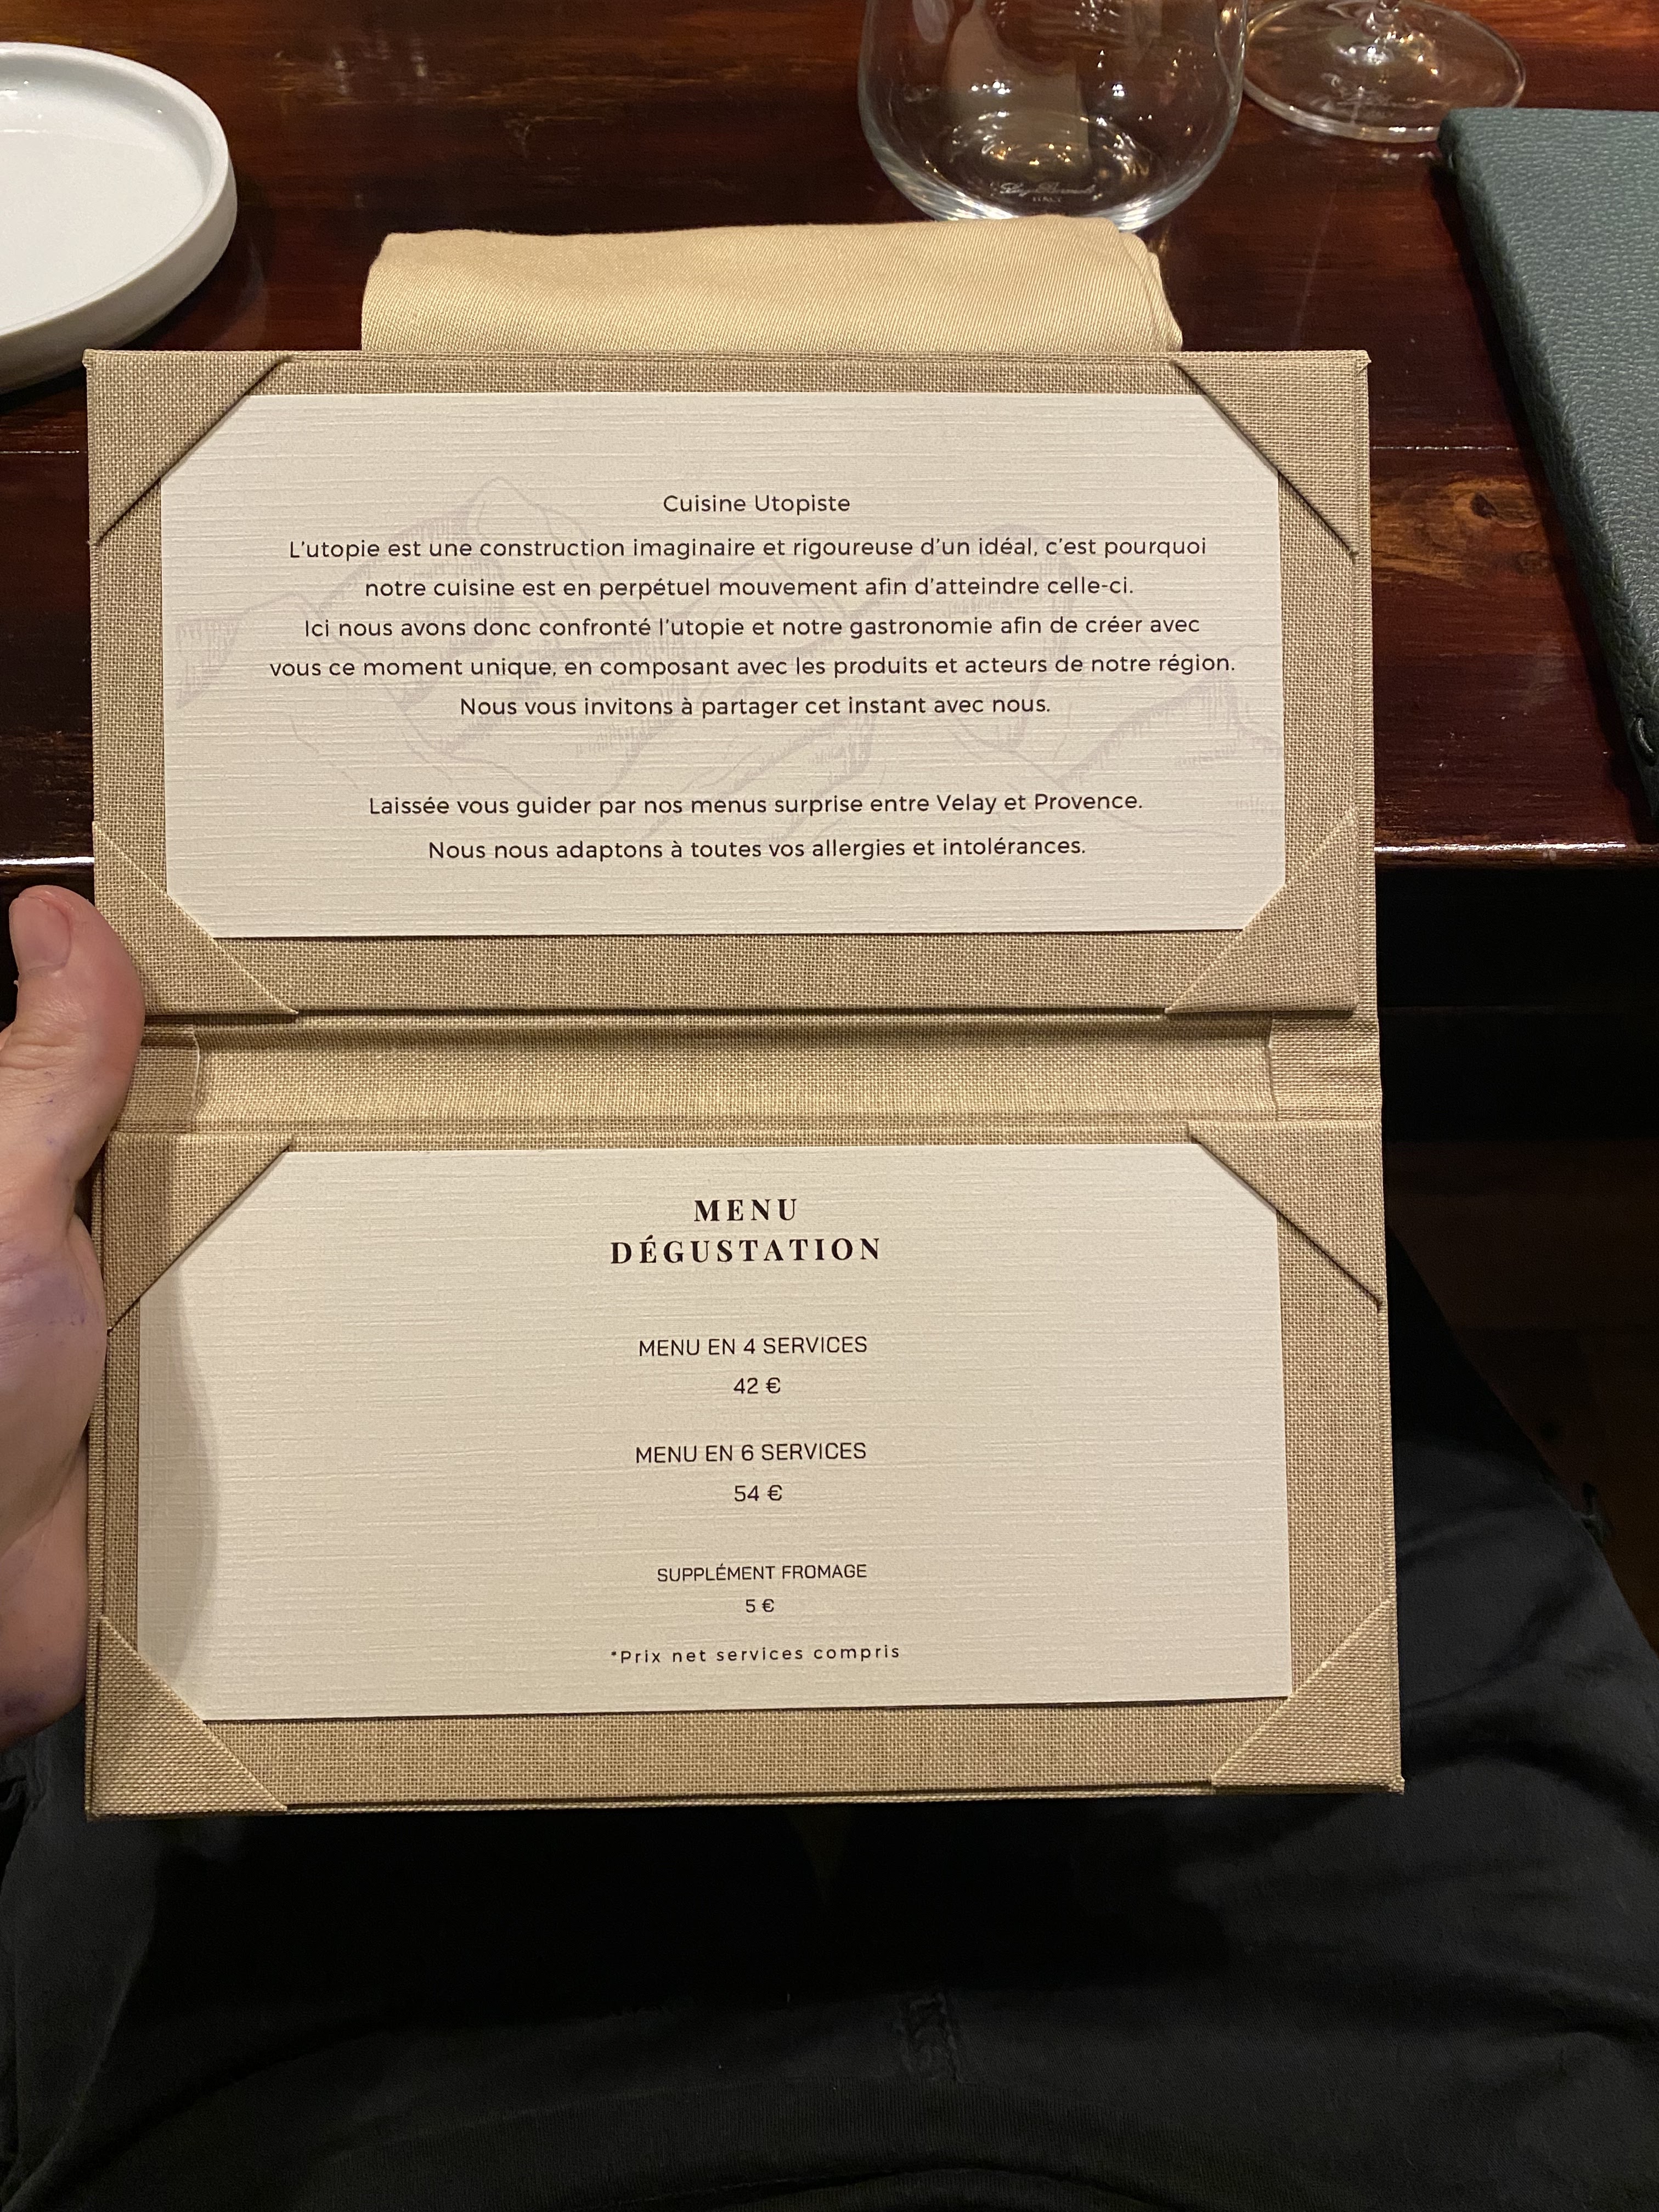 Cuisine Utopiste
L'utopie est une construction imaginaire et rigoureuse d'un idéal, c'est pourquoi
notre cuisine est en perpétuel mouvement afin d'atteindre celle-ci.
Ici nous avons donc confronté l'utopie et notre gastronomie afin de créer avec
vous ce moment unique, en composant avec les produits et acteurs de notre région.
Nous vous invitons à partager cet instant avec nous.
Laissée vous guider par nos menus surprise entre Velay et Provence.
Nous nous adaptons à toutes vos allergies et intolérances.
MENU
DÉGUSTATION
MENU EN 4 SERVICES
42 €
MENU EN 6 SERVICES
54 €
SUPPLÉMENT FROMAGE
5 €
*Prix net services compris